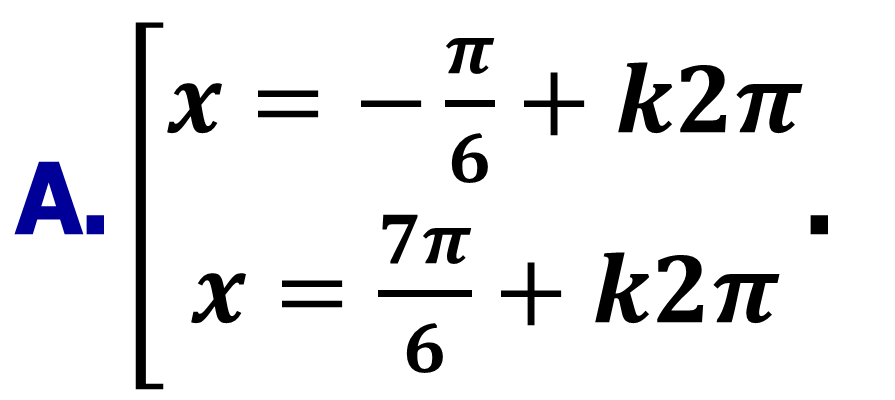 A. [ x = −π/6 + k2π
x = 7π/6 + k2π .